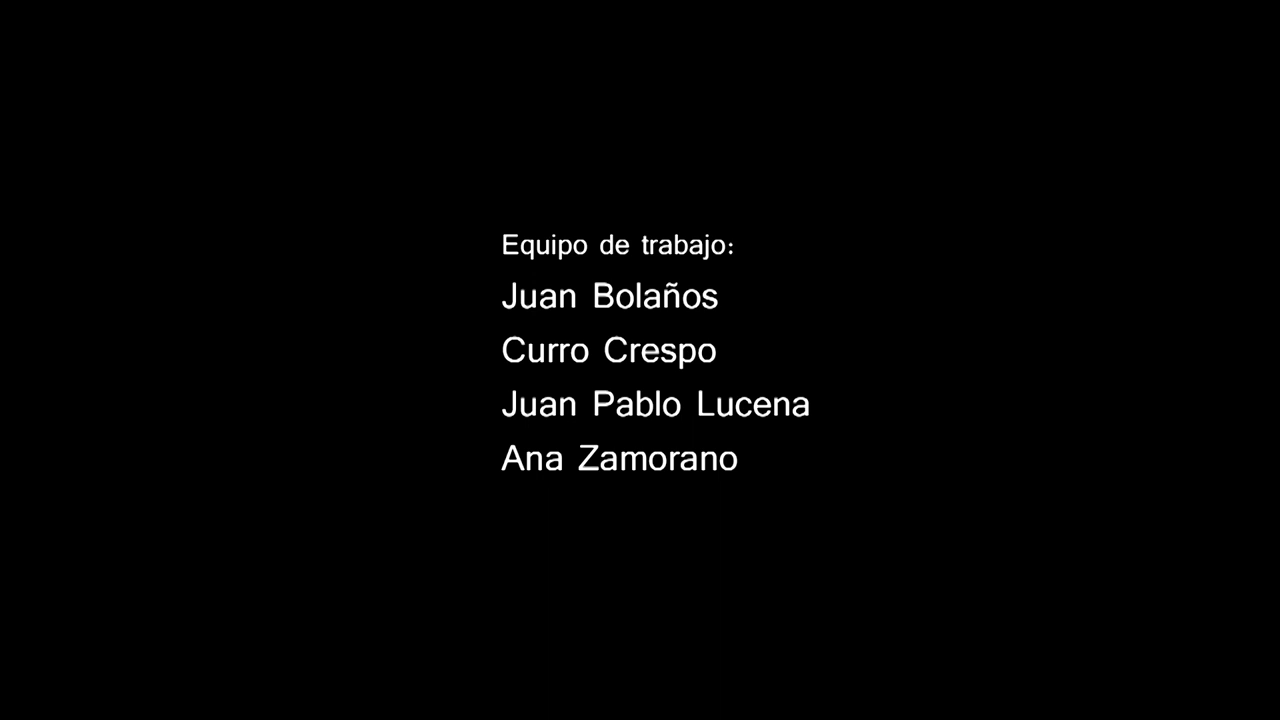 Equipo de trabajo:
Juan Bolaños
Curro Crespo
Juan Pablo Lucena
Ana Zamorano